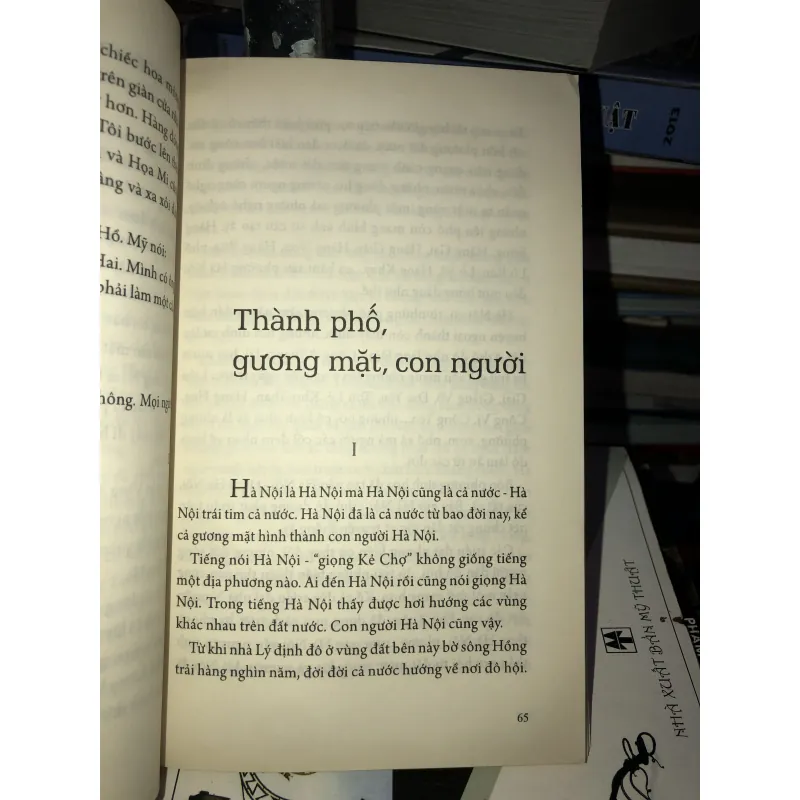 chiếc hoa
trên giàn của
hơn. Hàng
Tôi bước lên
và Họa Mi
àng và xa xôi
Hồ. Mỹ nói:
Hai. Mình có
phải làm một
hông. Mọi
Thành phố,
gương mặt, con người
I
Hà Nội là Hà Nội mà Hà Nội cũng là cả nước - Hà
Nội trái tim cả nước. Hà Nội đã là cả nước từ bao đời nay, kể
cả gương mặt hình thành con người Hà Nội.
Tiếng nói Hà Nội - “giọng Kẻ Chợ” không giống tiếng
một địa phương nào. Ai đến Hà Nội rồi cũng nói giọng Hà
Nội. Trong tiếng Hà Nội thấy được hơi hướng các vùng
khác nhau trên đất nước. Con người Hà Nội cũng vậy.
Từ khi nhà Lý định đô ở vùng đất bên này bờ sông Hồng
trải hàng nghìn năm, đời đời cả nước hướng về nơi đô hội.
65
2013
NHÀ XUẤT BẢN MỸ THUẬT